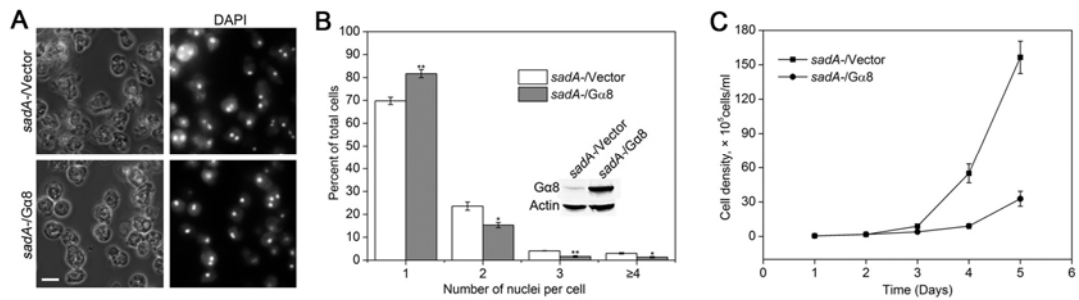 A
DAPI
sadA-/Vector
sadA-/Gα8
B
100
90
80
70
60
50
40
30
20
10
0
Percent of total cells
**
*
**
*
sadA-/Vector
sadA-/Gα8
sadA-/Vector
sadA-/Gα8
Gα8
Actin
1
2
3
≥4
Number of nuclei per cell
C
180
150
120
90
60
30
0
Cell density, × 10⁵cells/ml
sadA-/Vector
sadA-/Gα8
0
1
2
3
4
5
6
Time (Days)